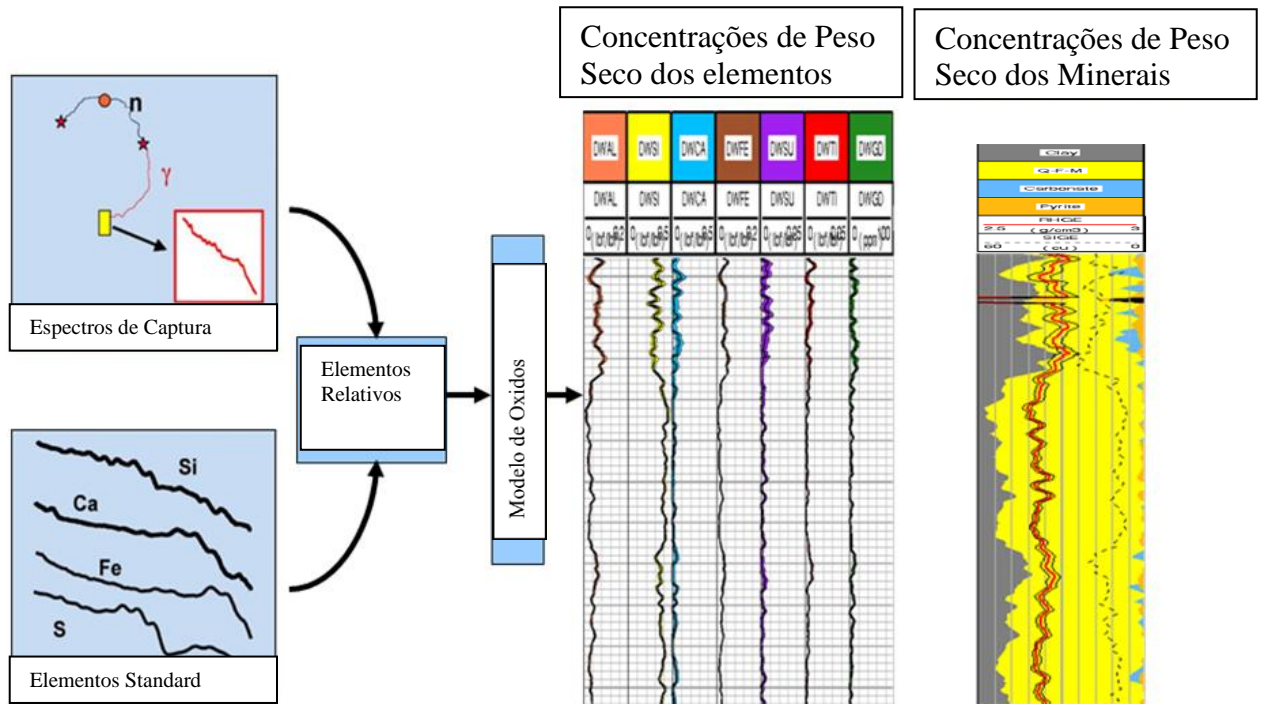 Concentrações de Peso
Seco dos elementos
Concentrações de Peso
Seco dos Minerais
n
γ
Espectros de Captura
Si
Ca
Fe
S
Elementos Standard
Elementos
Relativos
Modelo de Oxidos
DWAL DWSI DWCA DWFE DWSU DWTI DWGD
DWAL DWSI DWCA DWFE DWSU DWTI DWGD
Clay
Q-F-M
Carbonate
Pyrite
RHGE
2.5 (g/cm3) 3
SIGE
60 (cu) 0